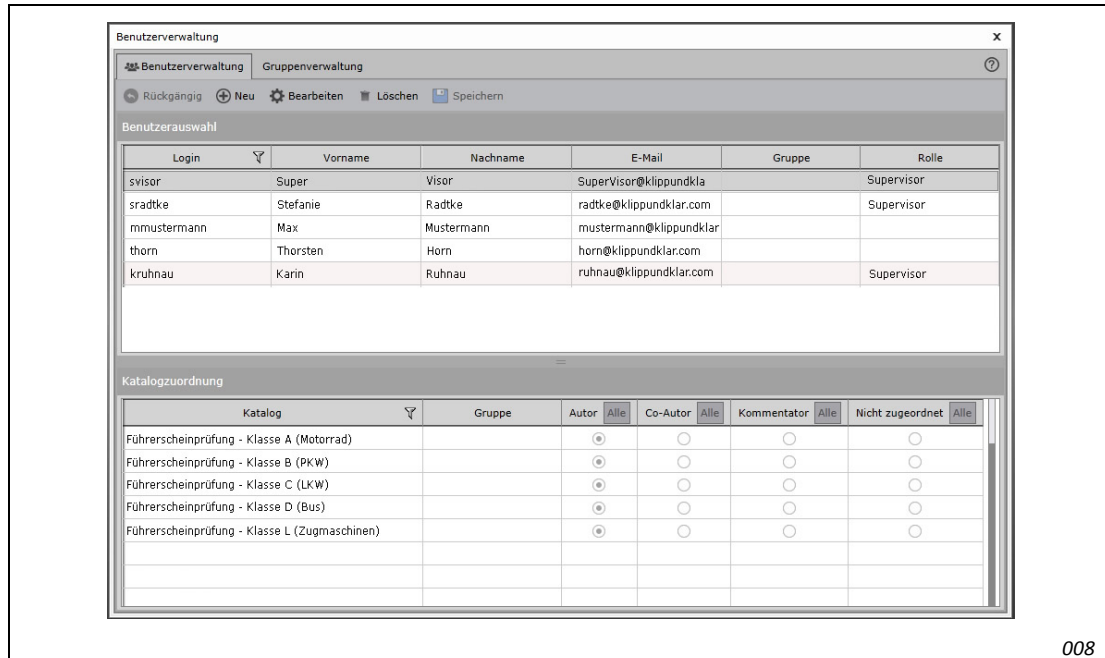 Benutzerverwaltung x
Benutzerverwaltung Gruppenverwaltung
Rückgängig Neu Bearbeiten Löschen Speichern
Benutzerauswahl
Login Vorname Nachname E-Mail Gruppe Rolle
svisor Super Visor SuperVisor@klippundkla Supervisor
sradtke Stefanie Radtke radtke@klippundklar.com Supervisor
mmustermann Max Mustermann mustermann@klippundklar
thorn Thorsten Horn horn@klippundklar.com
kruhnau Karin Ruhnau ruhnau@klippundklar.com Supervisor
Katalogzuordnung
Katalog Gruppe Autor Alle Co-Autor Alle Kommentator Alle Nicht zugeordnet Alle
Führerscheinprüfung - Klasse A (Motorrad)
Führerscheinprüfung - Klasse B (PKW)
Führerscheinprüfung - Klasse C (LKW)
Führerscheinprüfung - Klasse D (Bus)
Führerscheinprüfung - Klasse L (Zugmaschinen)
008